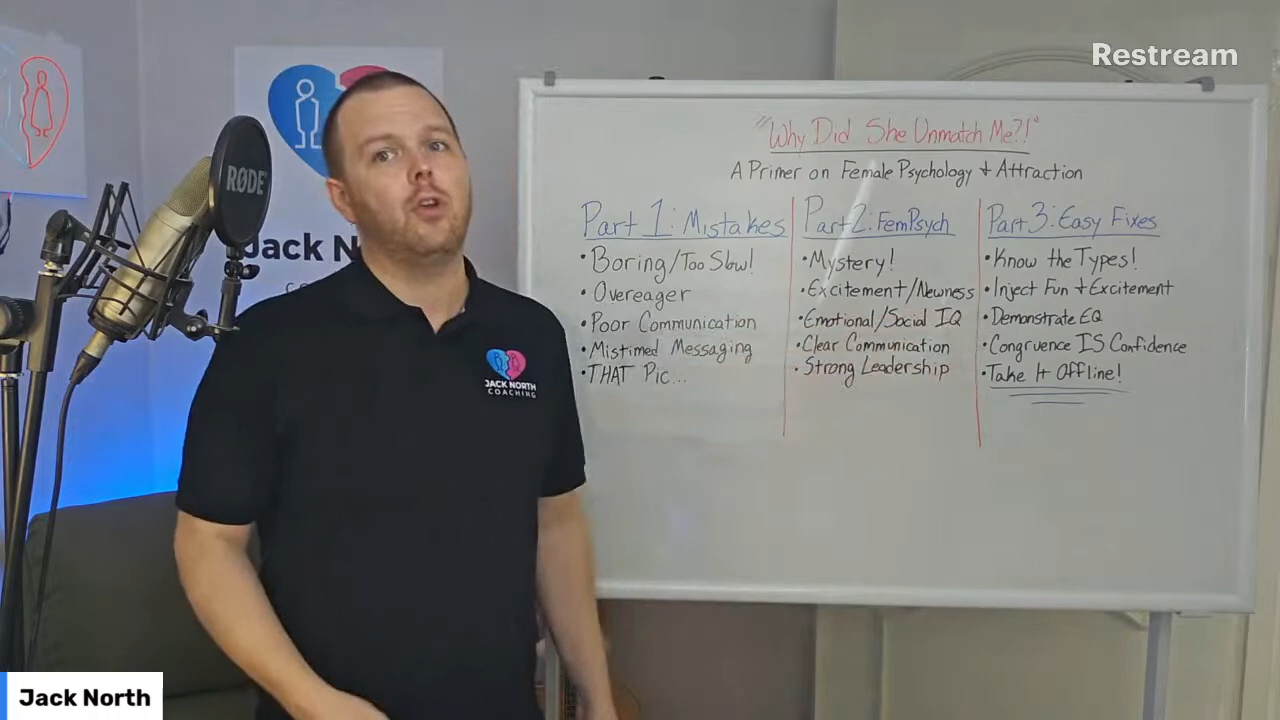 Restream
"Why Did She Unmatch Me?!"
A Primer on Female Psychology + Attraction
Part 1: Mistakes
• Boring/Too Slow!
• Overeager
• Poor Communication
• Mistimed Messaging
• THAT Pic...
Part 2: FemPsych
• Mystery!
• Excitement/Newness
• Emotional/Social IQ
• Clear Communication
• Strong Leadership
Part 3: Easy Fixes
• Know the Types!
• Inject Fun + Excitement
• Demonstrate EQ
• Congruence IS Confidence
• Take It Offline!
RØDE
Jack N
JACK NORTH
COACHING
Jack North